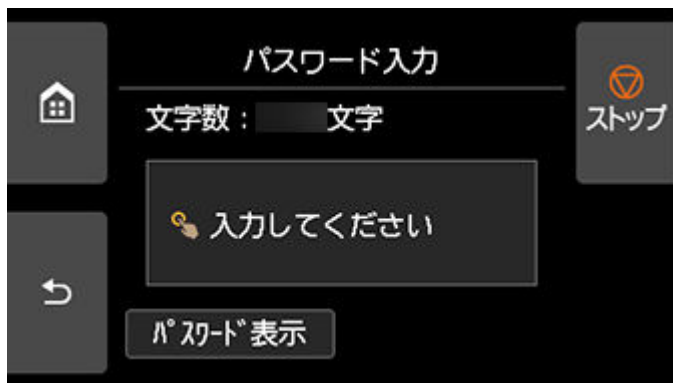 パスワード入力
文字数：文字
ストップ
入力してください
ﾊﾟｽﾜｰﾄﾞ表示